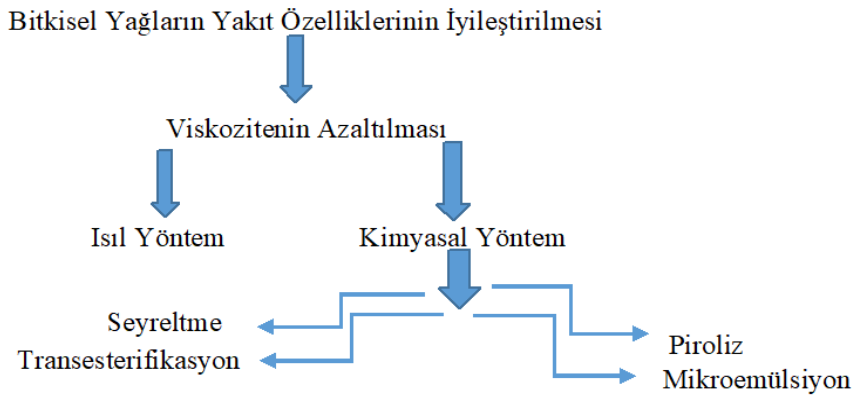 Bitkisel Yağların Yakıt Özelliklerinin İyileştirilmesi
Viskozitenin Azaltılması
Isıl Yöntem
Kimyasal Yöntem
Seyreltme
Transesterifikasyon
Piroliz
Mikroemülsiyon